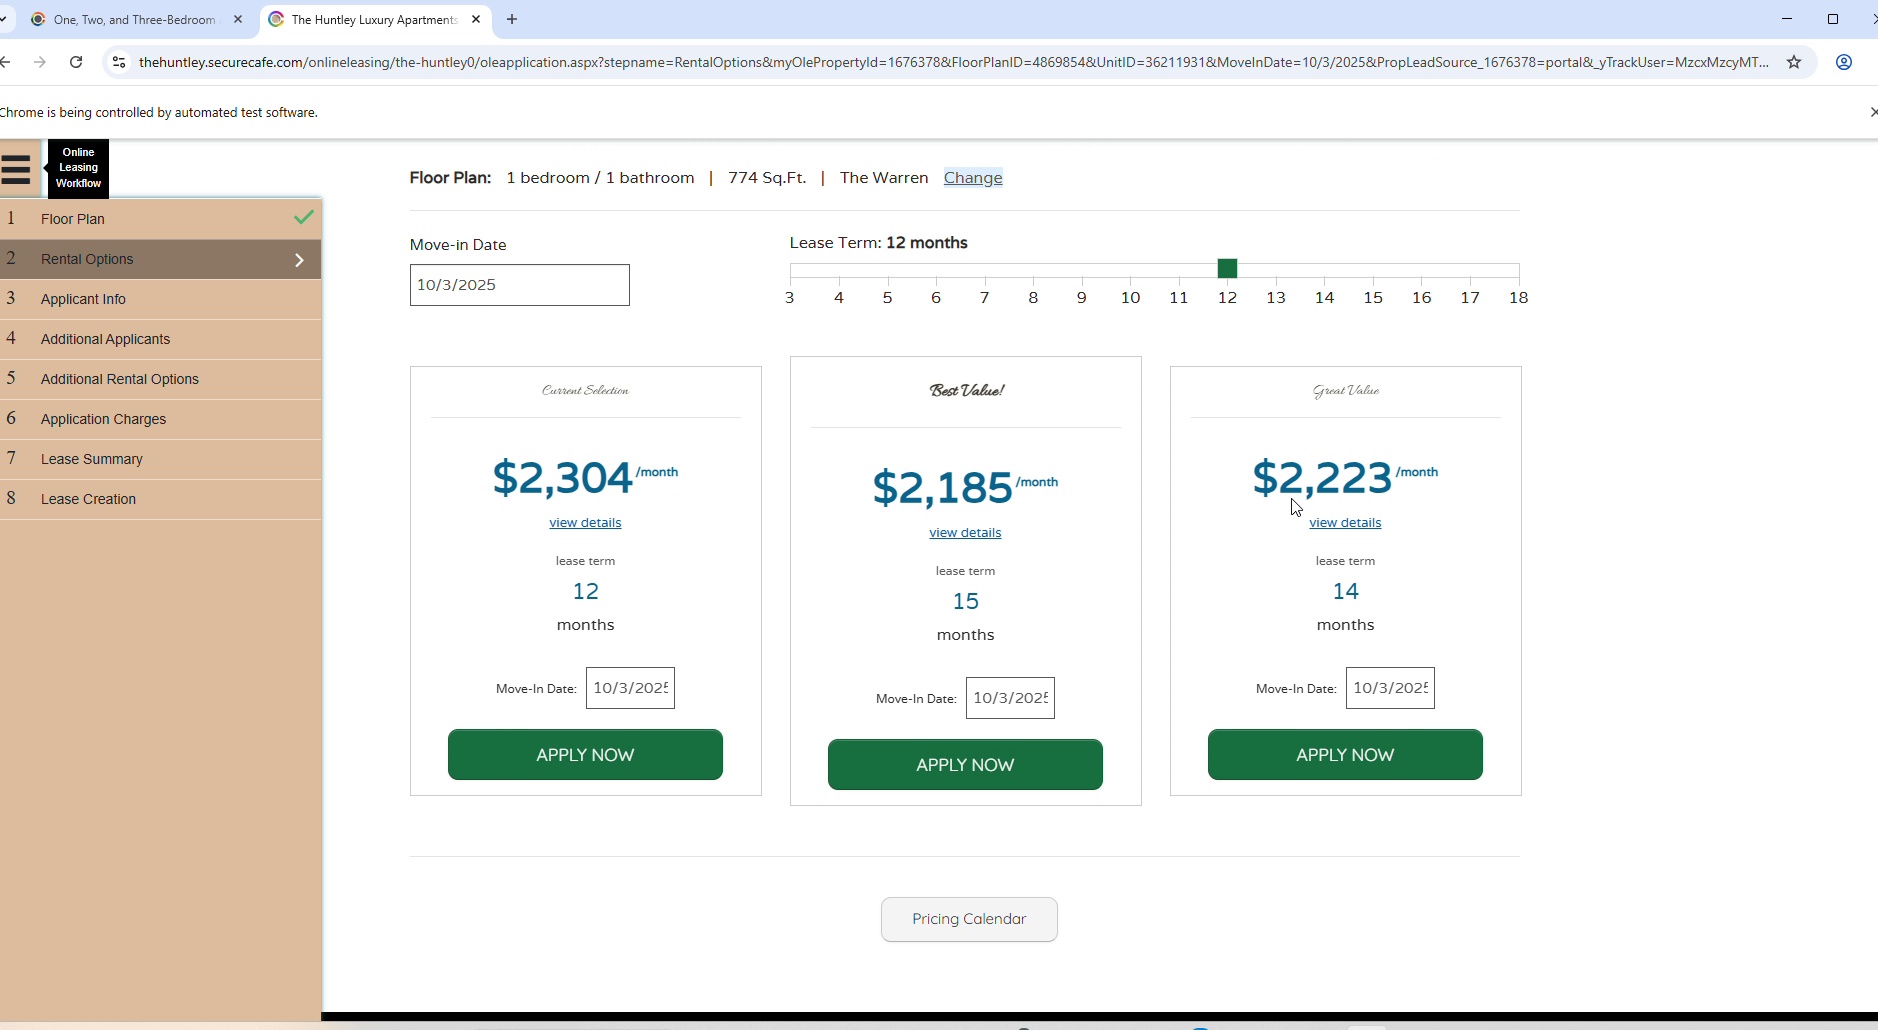 One, Two, and Three-Bedroom
The Huntley Luxury Apartments
thehuntley.securecafe.com/onlineleasing/the-huntley0/oleapplication.aspx?stepname=RentalOptions&myOlePropertyId=1676378&FloorPlanID=4869854&UnitID=36211931&MoveInDate=10/3/2025&PropLeadSource_1676378=portal&_yTrackUser=MzcxMzcyMT...
Chrome is being controlled by automated test software.
Online
Leasing
Workflow
1 Floor Plan
2 Rental Options
3 Applicant Info
4 Additional Applicants
5 Additional Rental Options
6 Application Charges
7 Lease Summary
8 Lease Creation
Floor Plan: 1 bedroom / 1 bathroom | 774 Sq.Ft. | The Warren Change
Move-in Date
10/3/2025
Lease Term: 12 months
3 4 5 6 7 8 9 10 11 12 13 14 15 16 17 18
Current Selection
$2,304 /month
view details
lease term
12
months
Move-In Date: 10/3/2025
APPLY NOW
Best Value!
$2,185 /month
view details
lease term
15
months
Move-In Date: 10/3/2025
APPLY NOW
Great Value
$2,223 /month
view details
lease term
14
months
Move-In Date: 10/3/2025
APPLY NOW
Pricing Calendar